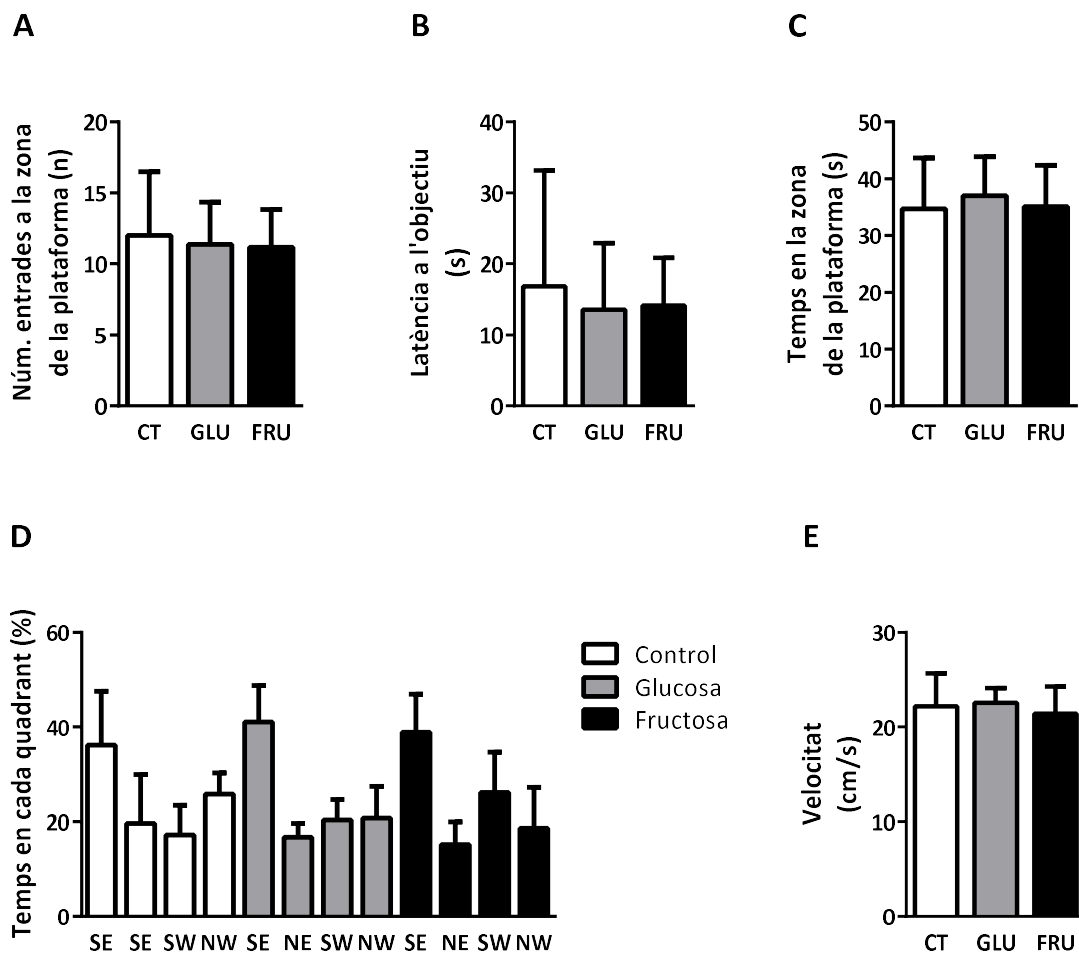 A
Núm. entrades a la zona
de la plataforma (n)
20
15
10
5
0
CT GLU FRU
B
Latència a l'objectiu
(s)
40
30
20
10
0
CT GLU FRU
C
Temps en la zona
de la plataforma (s)
50
40
30
20
10
0
CT GLU FRU
D
Temps en cada quadrant (%)
60
40
20
0
SE SE SW NW SE NE SW NW SE NE SW NW
Control
Glucosa
Fructosa
E
Velocitat
(cm/s)
30
20
10
0
CT GLU FRU